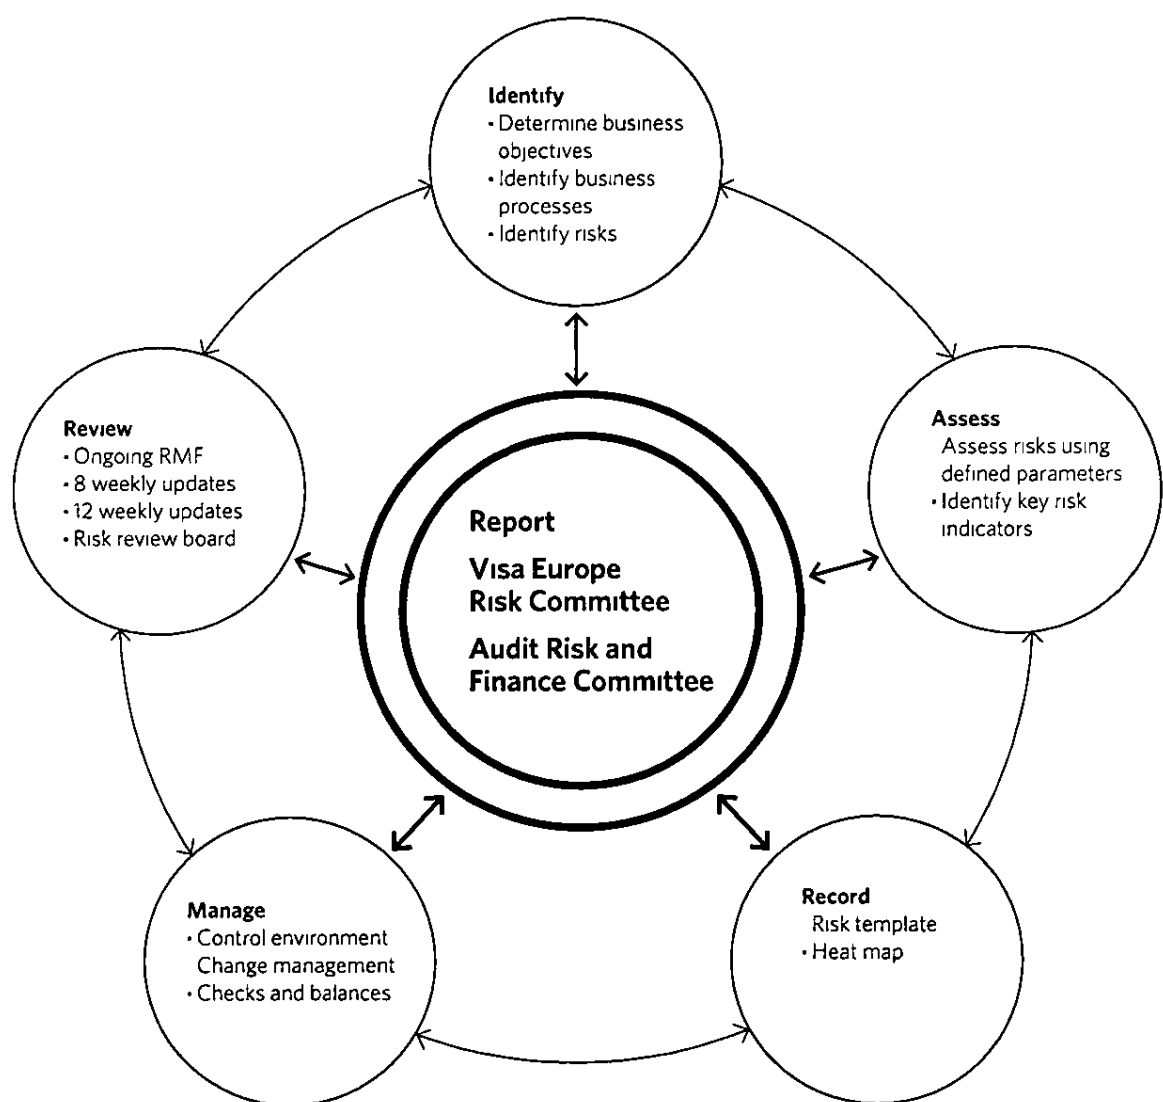 Identify
• Determine business
objectives
• Identify business
processes
• Identify risks
Review
• Ongoing RMF
• 8 weekly updates
• 12 weekly updates
• Risk review board
Assess
Assess risks using
defined parameters
• Identify key risk
indicators
Report
Visa Europe
Risk Committee
Audit Risk and
Finance Committee
Manage
• Control environment
Change management
• Checks and balances
Record
Risk template
• Heat map